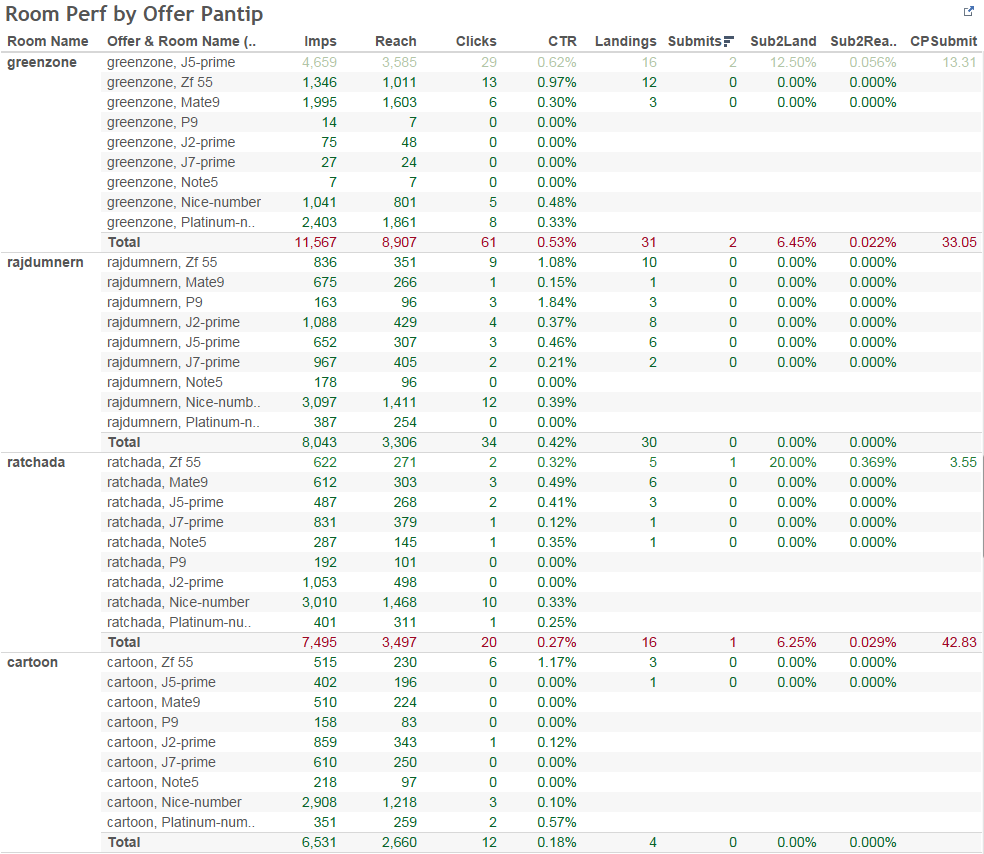 Room Perf by Offer Pantip
Room Name Offer & Room Name (.. Imps Reach Clicks CTR Landings Submits Sub2Land Sub2Rea.. CPSubmit
greenzone greenzone, J5-prime 4,659 3,585 29 0.62% 16 2 12.50% 0.056% 13.31
greenzone, Zf 55 1,346 1,011 13 0.97% 12 0 0.00% 0.000%
greenzone, Mate9 1,995 1,603 6 0.30% 3 0 0.00% 0.000%
greenzone, P9 14 7 0 0.00%
greenzone, J2-prime 75 48 0 0.00%
greenzone, J7-prime 27 24 0 0.00%
greenzone, Note5 7 7 0 0.00%
greenzone, Nice-number 1,041 801 5 0.48%
greenzone, Platinum-n.. 2,403 1,861 8 0.33%
Total 11,567 8,907 61 0.53% 31 2 6.45% 0.022% 33.05
rajdumnern rajdumnern, Zf 55 836 351 9 1.08% 10 0 0.00% 0.000%
rajdumnern, Mate9 675 266 1 0.15% 1 0 0.00% 0.000%
rajdumnern, P9 163 96 3 1.84% 3 0 0.00% 0.000%
rajdumnern, J2-prime 1,088 429 4 0.37% 8 0 0.00% 0.000%
rajdumnern, J5-prime 652 307 3 0.46% 6 0 0.00% 0.000%
rajdumnern, J7-prime 967 405 2 0.21% 2 0 0.00% 0.000%
rajdumnern, Note5 178 96 0 0.00%
rajdumnern, Nice-numb.. 3,097 1,411 12 0.39%
rajdumnern, Platinum-n.. 387 254 0 0.00%
Total 8,043 3,306 34 0.42% 30 0 0.00% 0.000%
ratchada ratchada, Zf 55 622 271 2 0.32% 5 1 20.00% 0.369% 3.55
ratchada, Mate9 612 303 3 0.49% 6 0 0.00% 0.000%
ratchada, J5-prime 487 268 2 0.41% 3 0 0.00% 0.000%
ratchada, J7-prime 831 379 1 0.12% 1 0 0.00% 0.000%
ratchada, Note5 287 145 1 0.35% 1 0 0.00% 0.000%
ratchada, P9 192 101 0 0.00%
ratchada, J2-prime 1,053 498 0 0.00%
ratchada, Nice-number 3,010 1,468 10 0.33%
ratchada, Platinum-nu.. 401 311 1 0.25%
Total 7,495 3,497 20 0.27% 16 1 6.25% 0.029% 42.83
cartoon cartoon, Zf 55 515 230 6 1.17% 3 0 0.00% 0.000%
cartoon, J5-prime 402 196 0 0.00% 1 0 0.00% 0.000%
cartoon, Mate9 510 224 0 0.00%
cartoon, P9 158 83 0 0.00%
cartoon, J2-prime 859 343 1 0.12%
cartoon, J7-prime 610 250 0 0.00%
cartoon, Note5 218 97 0 0.00%
cartoon, Nice-number 2,908 1,218 3 0.10%
cartoon, Platinum-num.. 351 259 2 0.57%
Total 6,531 2,660 12 0.18% 4 0 0.00% 0.000%